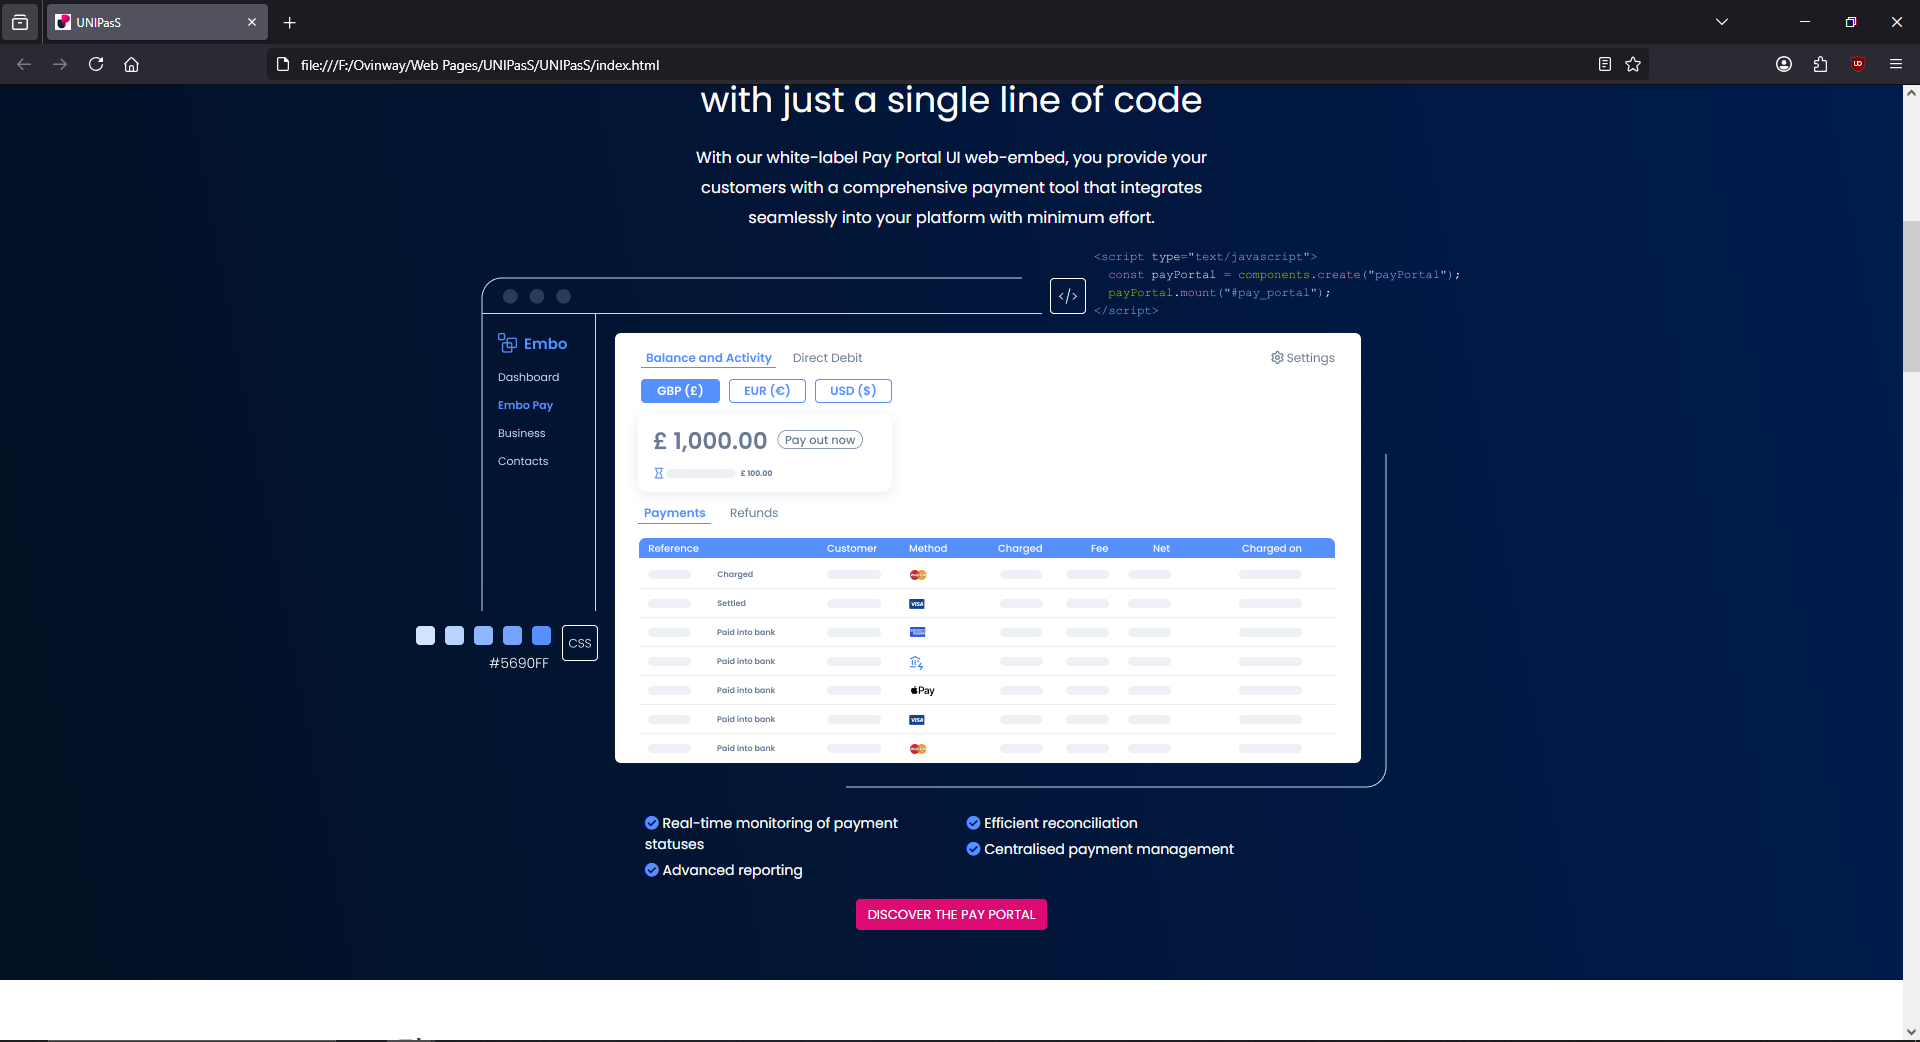 UNIPasS
file:///F:/Ovinway/Web Pages/UNIPasS/UNIPasS/index.html
with just a single line of code
With our white-label Pay Portal UI web-embed, you provide your
customers with a comprehensive payment tool that integrates
seamlessly into your platform with minimum effort.
<script type="text/javascript">
const payPortal = components.create("payPortal");
payPortal.mount("#pay_portal");
</script>
</>
Embo
Dashboard
Embo Pay
Business
Contacts
Balance and Activity Direct Debit Settings
GBP (£) EUR (€) USD ($)
£ 1,000.00 Pay out now
£ 100.00
Payments Refunds
Reference Customer Method Charged Fee Net Charged on
Charged
Settled VISA
Paid into bank
Paid into bank
Paid into bank Pay
Paid into bank VISA
Paid into bank
CSS
#5690FF
Real-time monitoring of payment
statuses
Advanced reporting
Efficient reconciliation
Centralised payment management
DISCOVER THE PAY PORTAL